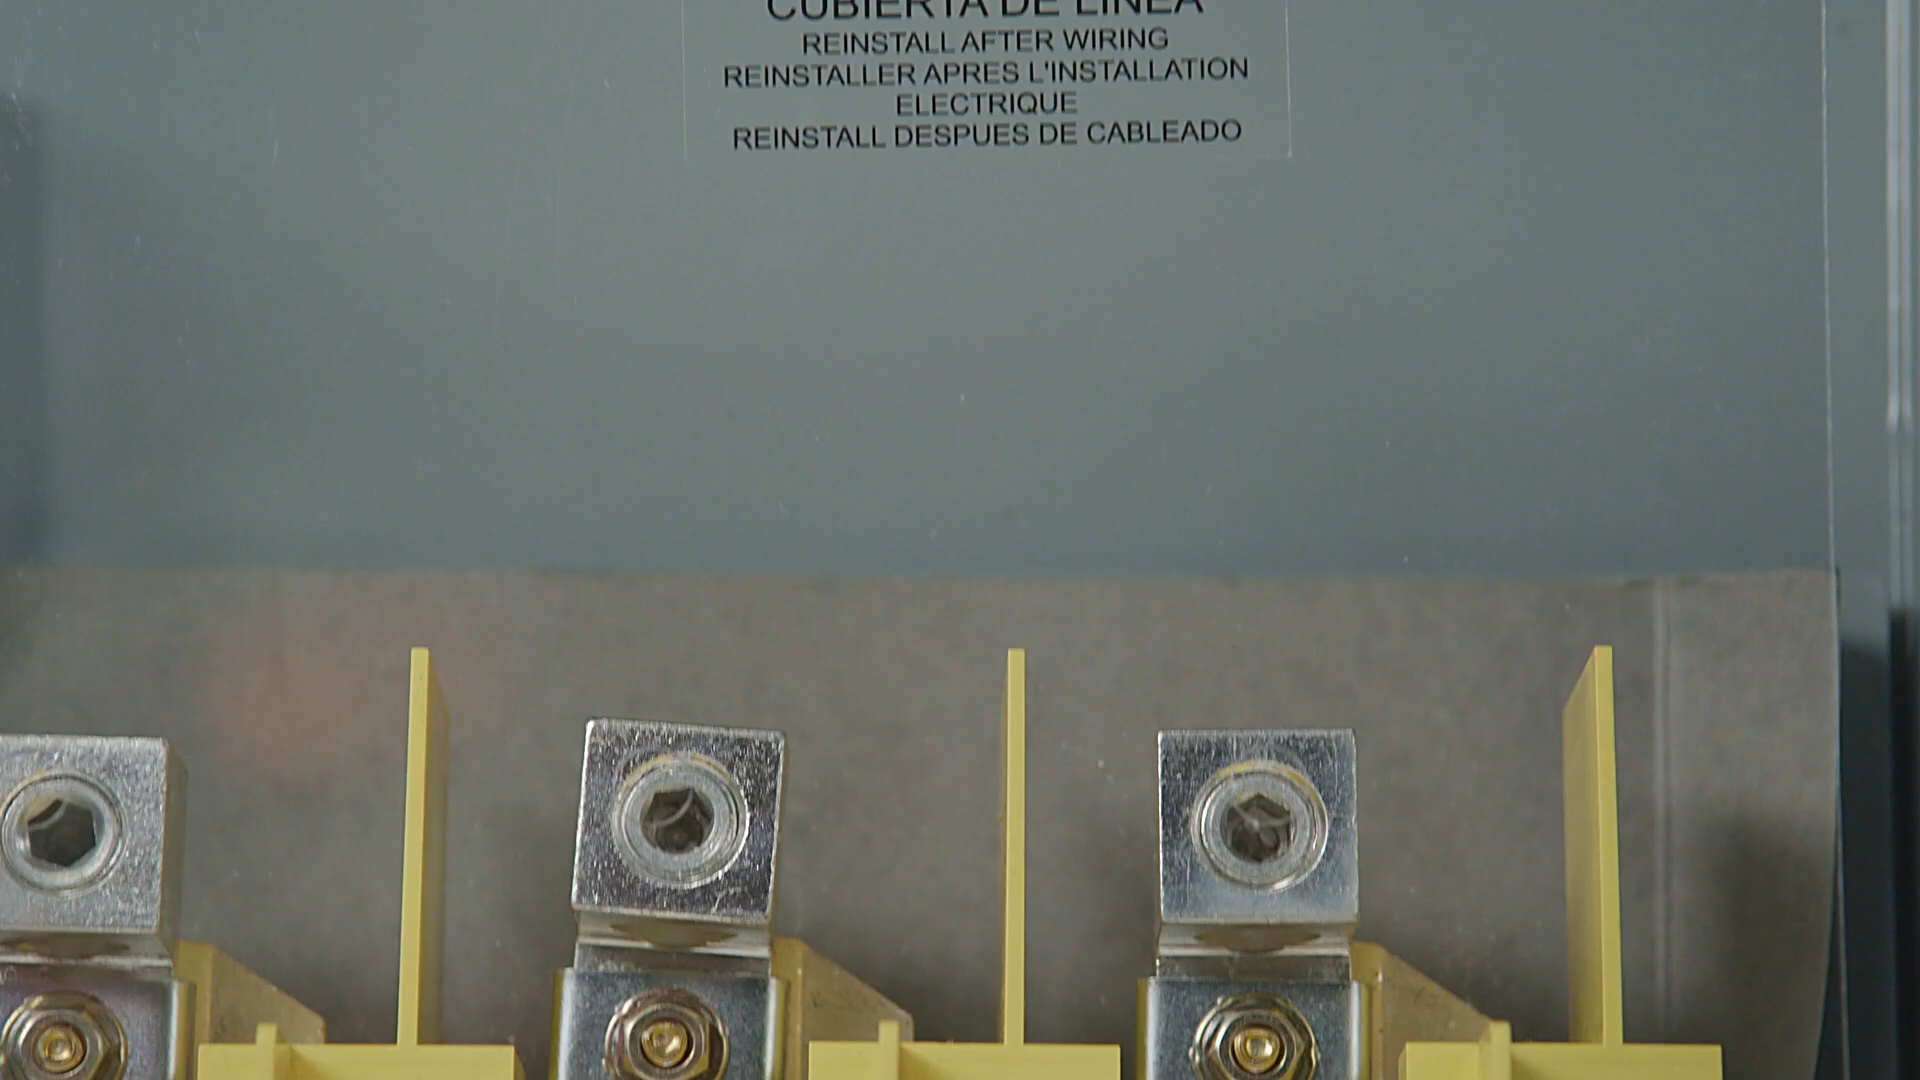 CUBIERTA DE LINEA
REINSTALL AFTER WIRING
REINSTALLER APRES L'INSTALLATION
ELECTRIQUE
REINSTALL DESPUES DE CABLEADO